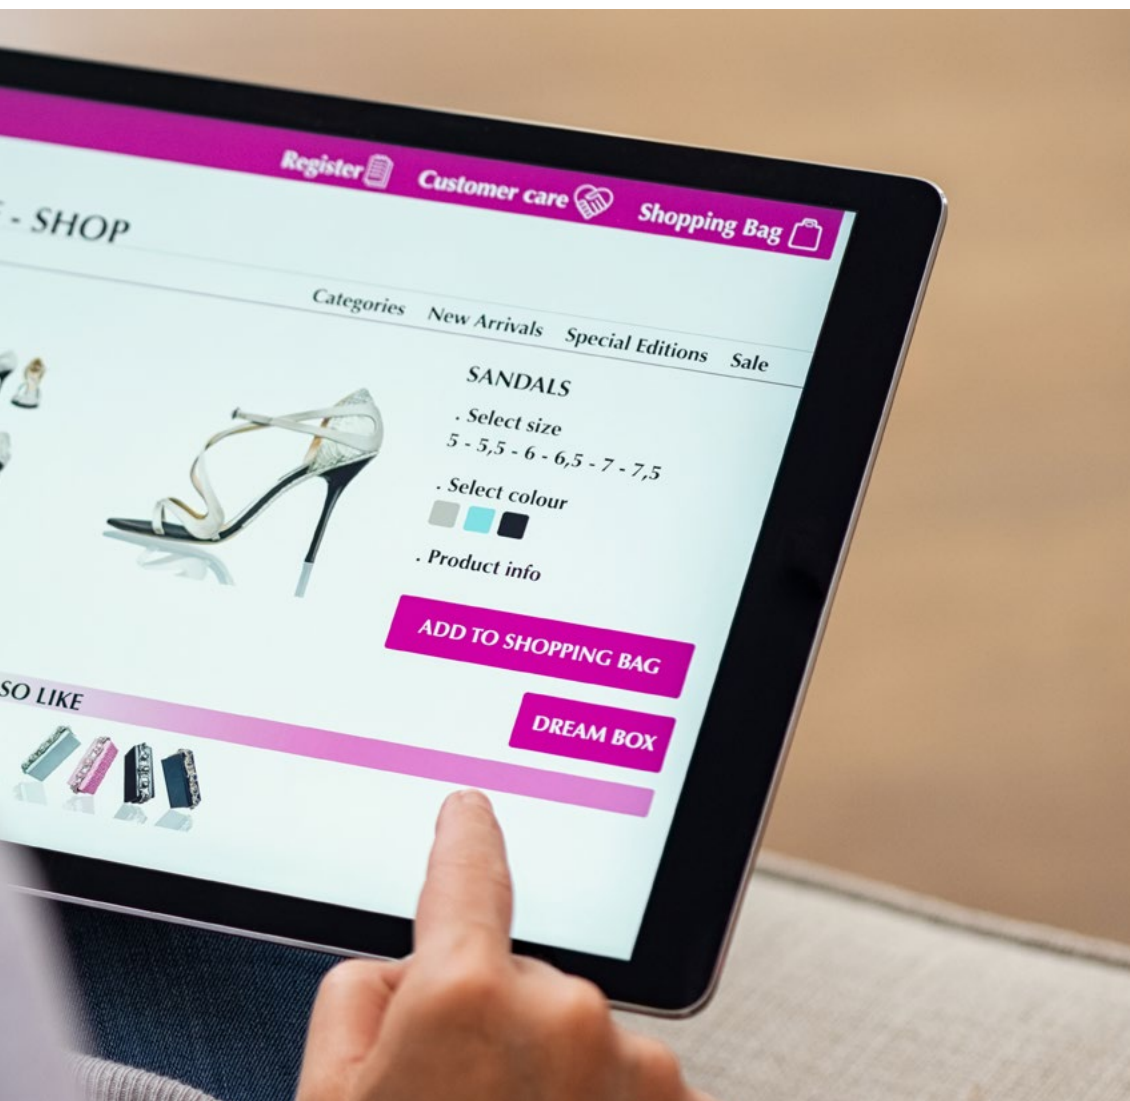 Register Customer care Shopping Bag
- SHOP
Categories New Arrivals Special Editions Sale
SANDALS
. Select size
5 - 5,5 - 6 - 6,5 - 7 - 7,5
. Select colour
. Product info
ADD TO SHOPPING BAG
SO LIKE
DREAM BOX